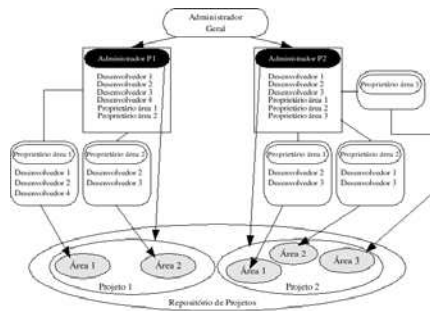 Administrador
Geral
Administrador P1
Desenvolvedor 1
Desenvolvedor 2
Desenvolvedor 3
Desenvolvedor 4
Proprietário área 1
Proprietário área 2
Administrador P2
Desenvolvedor 1
Desenvolvedor 2
Desenvolvedor 3
Proprietário área 1
Proprietário área 2
Proprietário área 3
Proprietário área 3
Proprietário área 1
Desenvolvedor 1
Desenvolvedor 2
Desenvolvedor 4
Proprietário área 2
Desenvolvedor 2
Desenvolvedor 3
Proprietário área 1
Desenvolvedor 2
Desenvolvedor 3
Proprietário área 2
Desenvolvedor 1
Desenvolvedor 3
Área 1
Área 2
Projeto 1
Área 1
Área 2
Área 3
Projeto 2
Repositório de Projetos